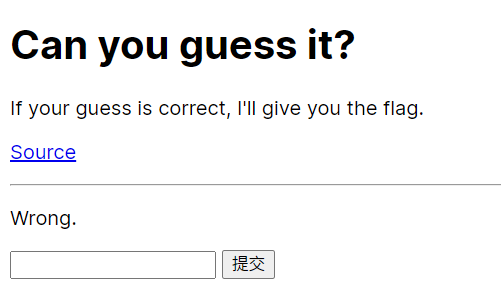 Can you guess it?
If your guess is correct, I'll give you the flag.
Source
Wrong.
提交